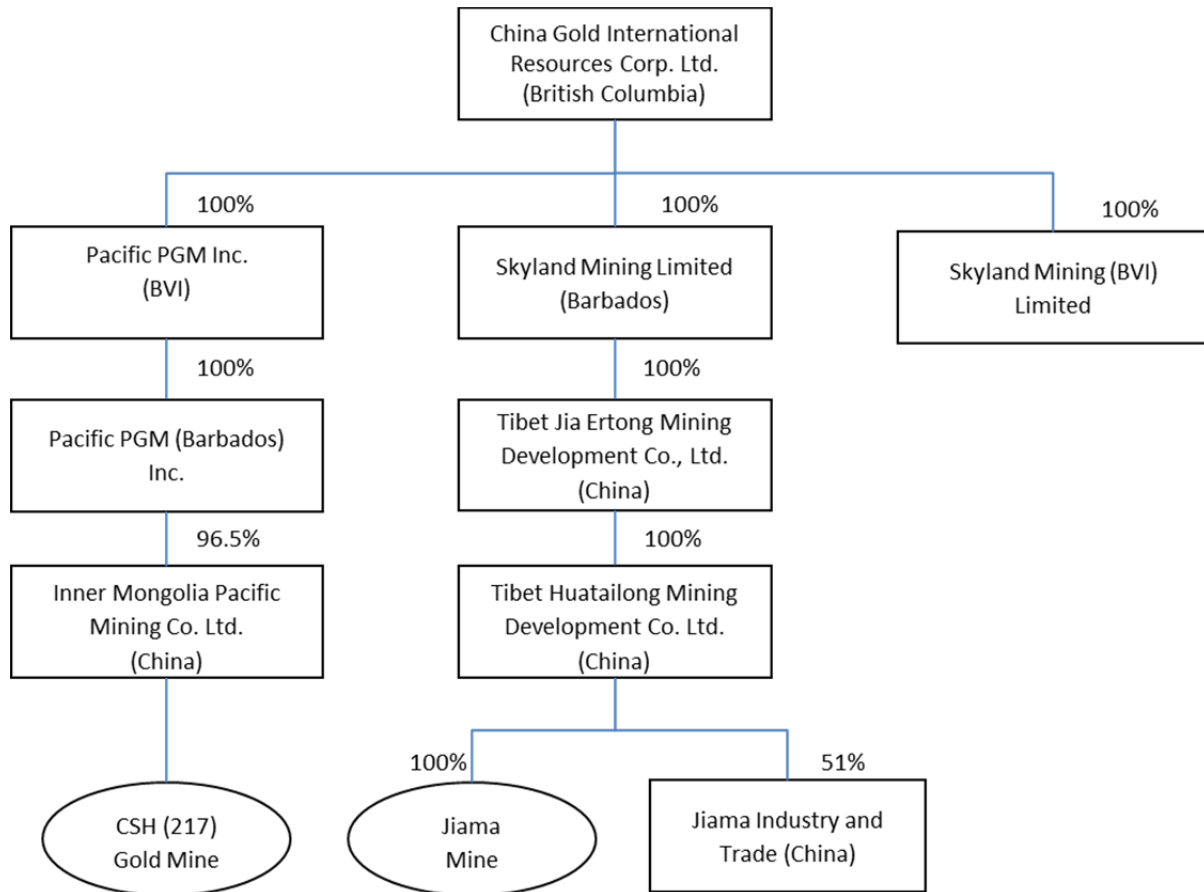 China Gold International
Resources Corp. Ltd.
(British Columbia)
100%
100%
100%
Pacific PGM Inc.
(BVI)
Skyland Mining Limited
(Barbados)
Skyland Mining (BVI)
Limited
100%
100%
Pacific PGM (Barbados)
Inc.
Tibet Jia Ertong Mining
Development Co., Ltd.
(China)
96.5%
100%
Inner Mongolia Pacific
Mining Co. Ltd.
(China)
Tibet Huatailong Mining
Development Co. Ltd.
(China)
100%
51%
CSH (217)
Gold Mine
Jiama
Mine
Jiama Industry and
Trade (China)